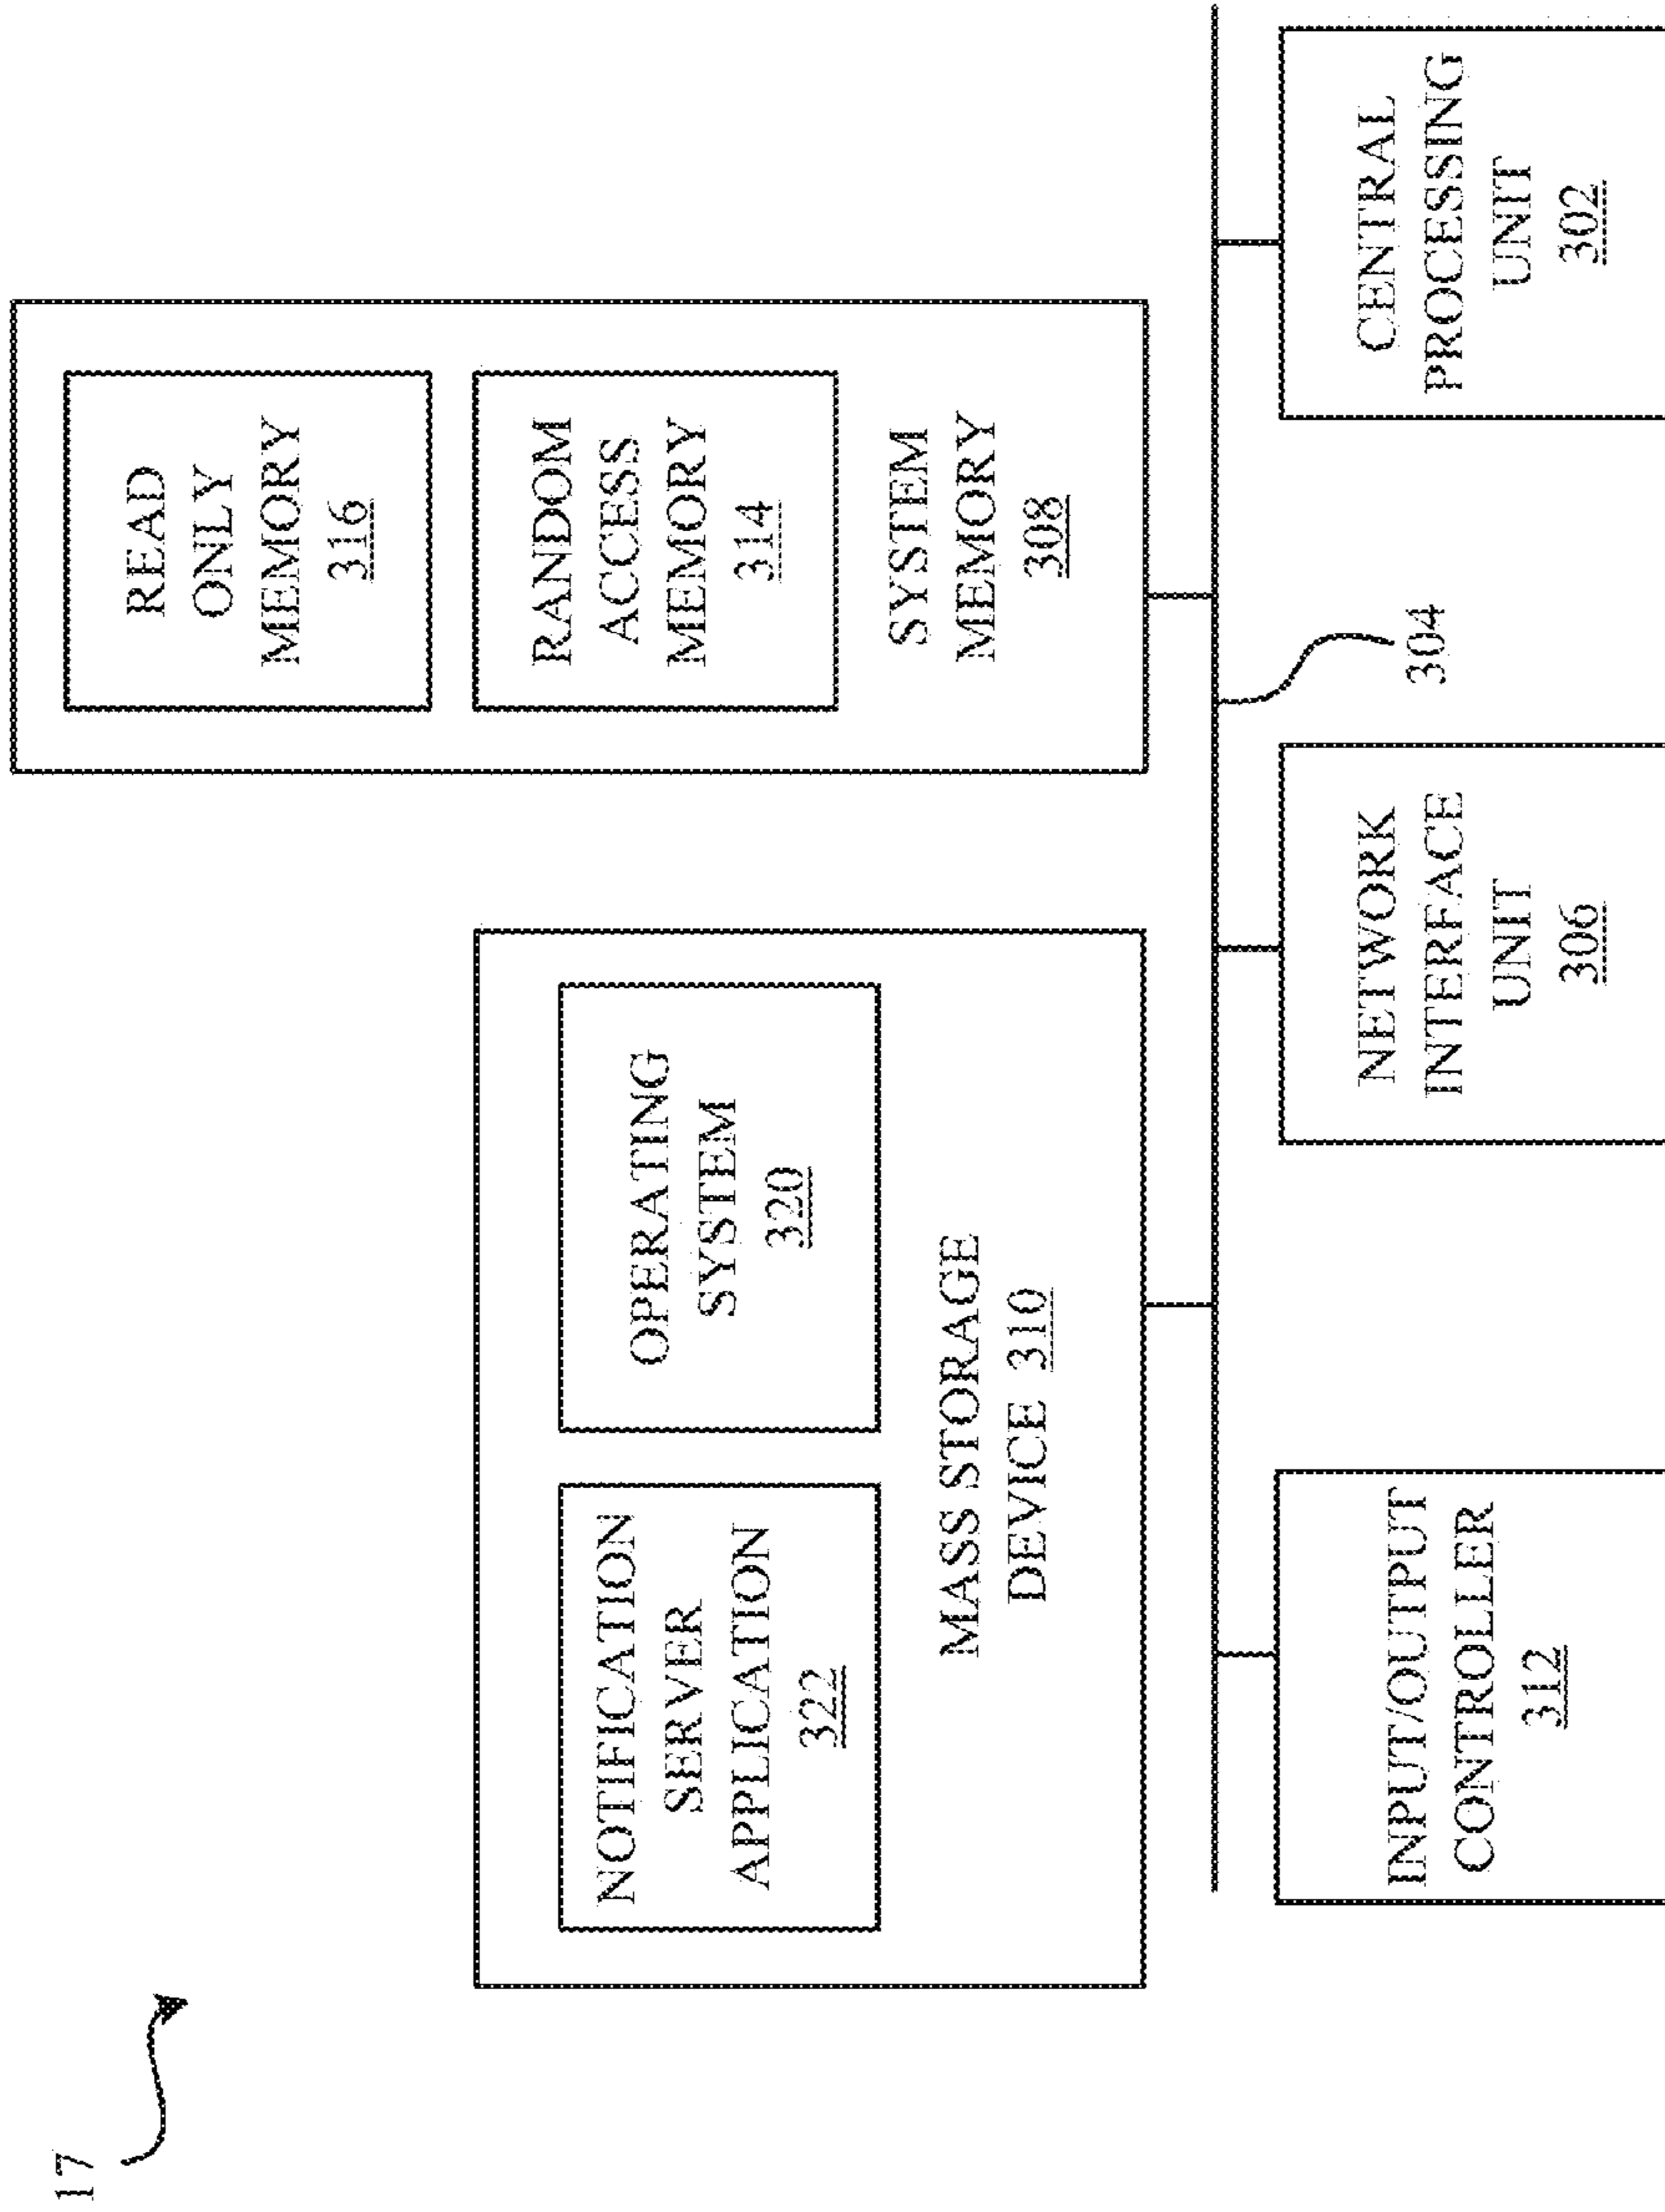 17
NOTIFICATION
SERVER
APPLICATION
322
OPERATING
SYSTEM
320
MASS STORAGE
DEVICE 310
READ
ONLY
MEMORY
316
RANDOM
ACCESS
MEMORY
314
SYSTEM
MEMORY
308
304
INPUT/OUTPUT
CONTROLLER
312
NETWORK
INTERFACE
UNIT
306
CENTRAL
PROCESSING
UNIT
302